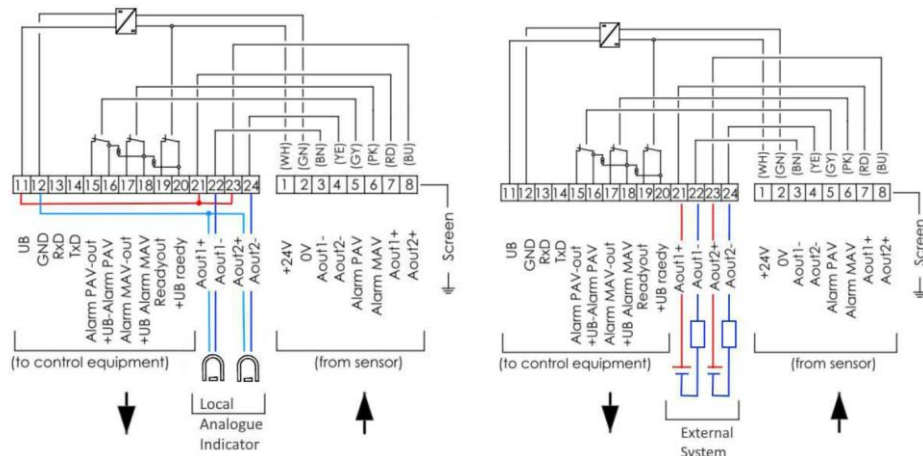 (WH)
(GN)
(BN)
(YE)
(GY)
(PK)
(RD)
(BU)
11 12 13 14 15 16 17 18 19 20 21 22 23 24
1 2 3 4 5 6 7 8
UB
GND
RxD
TxD
Alarm PAV-out
+UB-Alarm PAV
Alarm MAV-out
+UB Alarm MAV
Readyout
+UB raedy
Aout1+
Aout1-
Aout2+
Aout2-
+24V
0V
Aout1-
Aout2-
Alarm PAV
Alarm MAV
Aout1+
Aout2+
Screen
(to control equipment)
(from sensor)
Local
Analogue
Indicator
(WH)
(GN)
(BN)
(YE)
(GY)
(PK)
(RD)
(BU)
11 12 13 14 15 16 17 18 19 20 21 22 23 24
1 2 3 4 5 6 7 8
UB
GND
RxD
TxD
Alarm PAV-out
+UB-Alarm PAV
Alarm MAV-out
+UB Alarm MAV
Readyout
+UB raedy
Aout1+
Aout1-
Aout2+
Aout2-
+24V
0V
Aout1-
Aout2-
Alarm PAV
Alarm MAV
Aout1+
Aout2+
Screen
(to control equipment)
(from sensor)
External
System